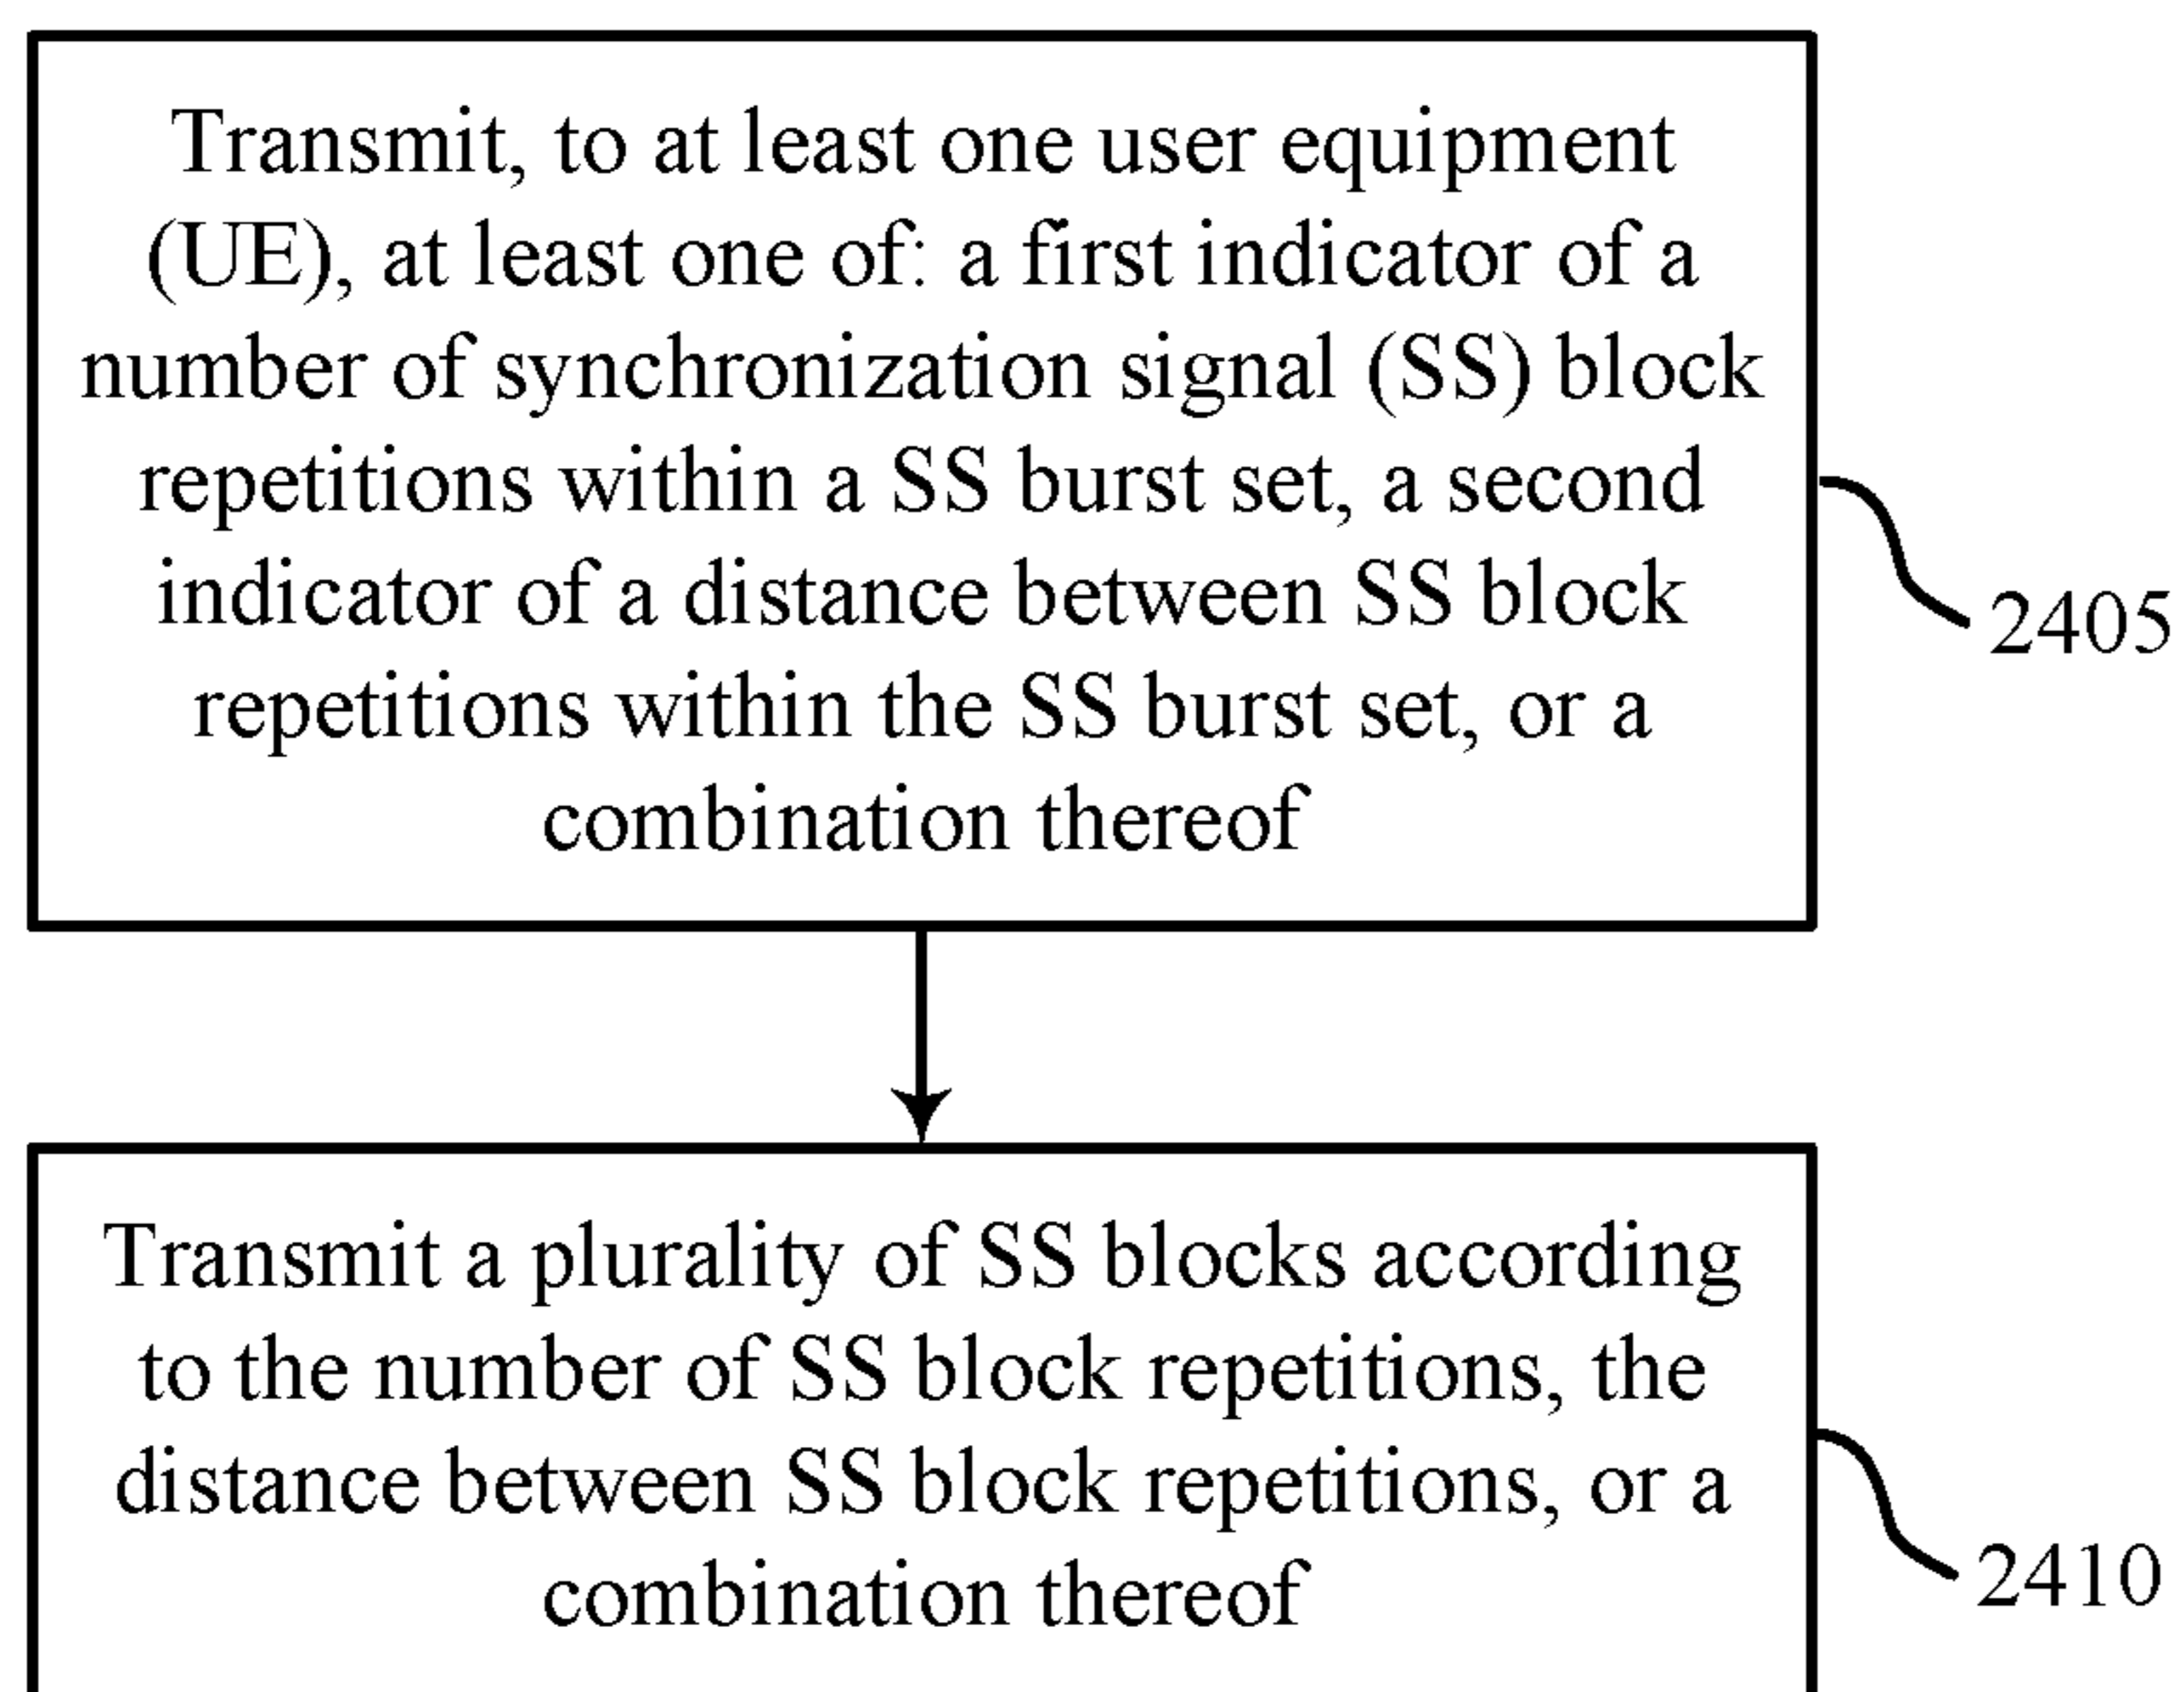 Transmit, to at least one user equipment
(UE), at least one of: a first indicator of a
number of synchronization signal (SS) block
repetitions within a SS burst set, a second
indicator of a distance between SS block
repetitions within the SS burst set, or a
combination thereof
2405
Transmit a plurality of SS blocks according
to the number of SS block repetitions, the
distance between SS block repetitions, or a
combination thereof
2410